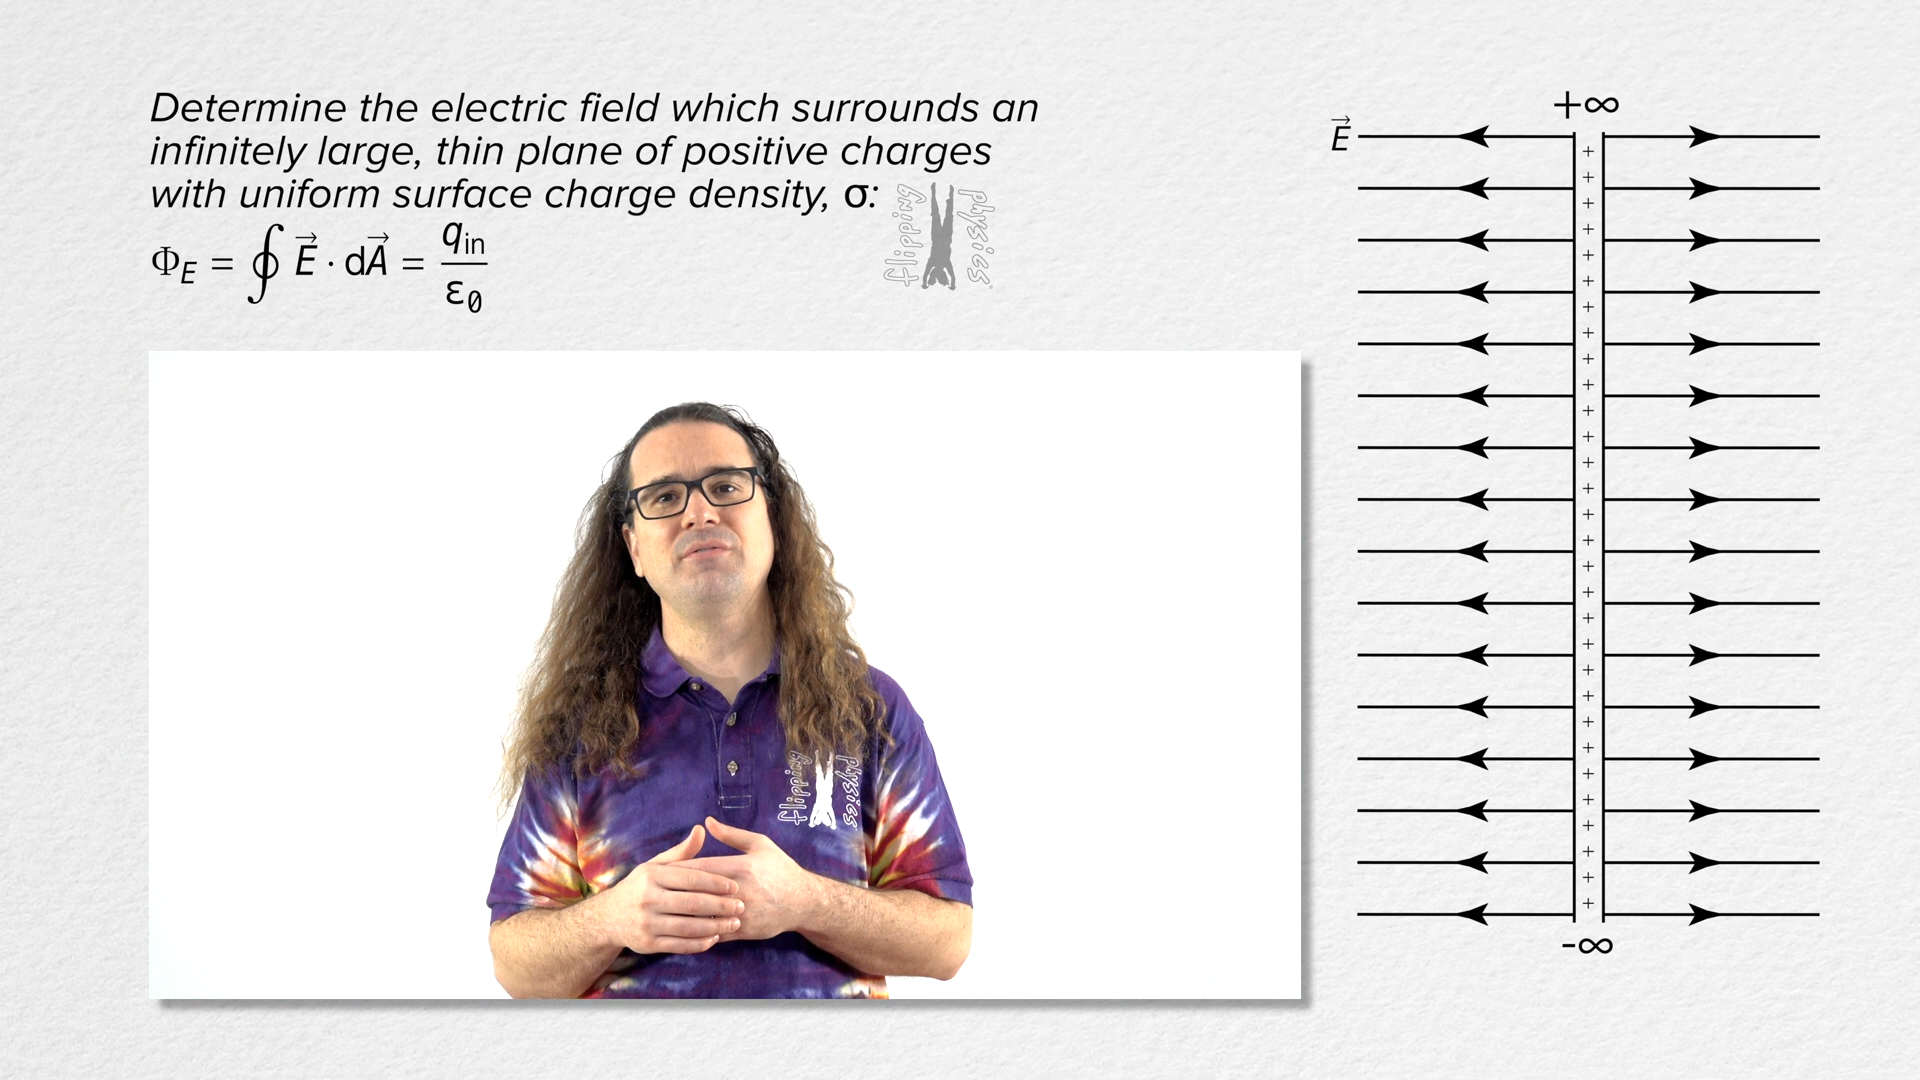 Determine the electric field which surrounds an
infinitely large, thin plane of positive charges
with uniform surface charge density, σ:
flipping physics
Φ_E = ∮ E⃗ · dA⃗ = q_in / ε_0
+∞
E⃗
+ + + + + + + + + + + + + + + + + + + + + + + + + + + + + +
-∞
flipping physics